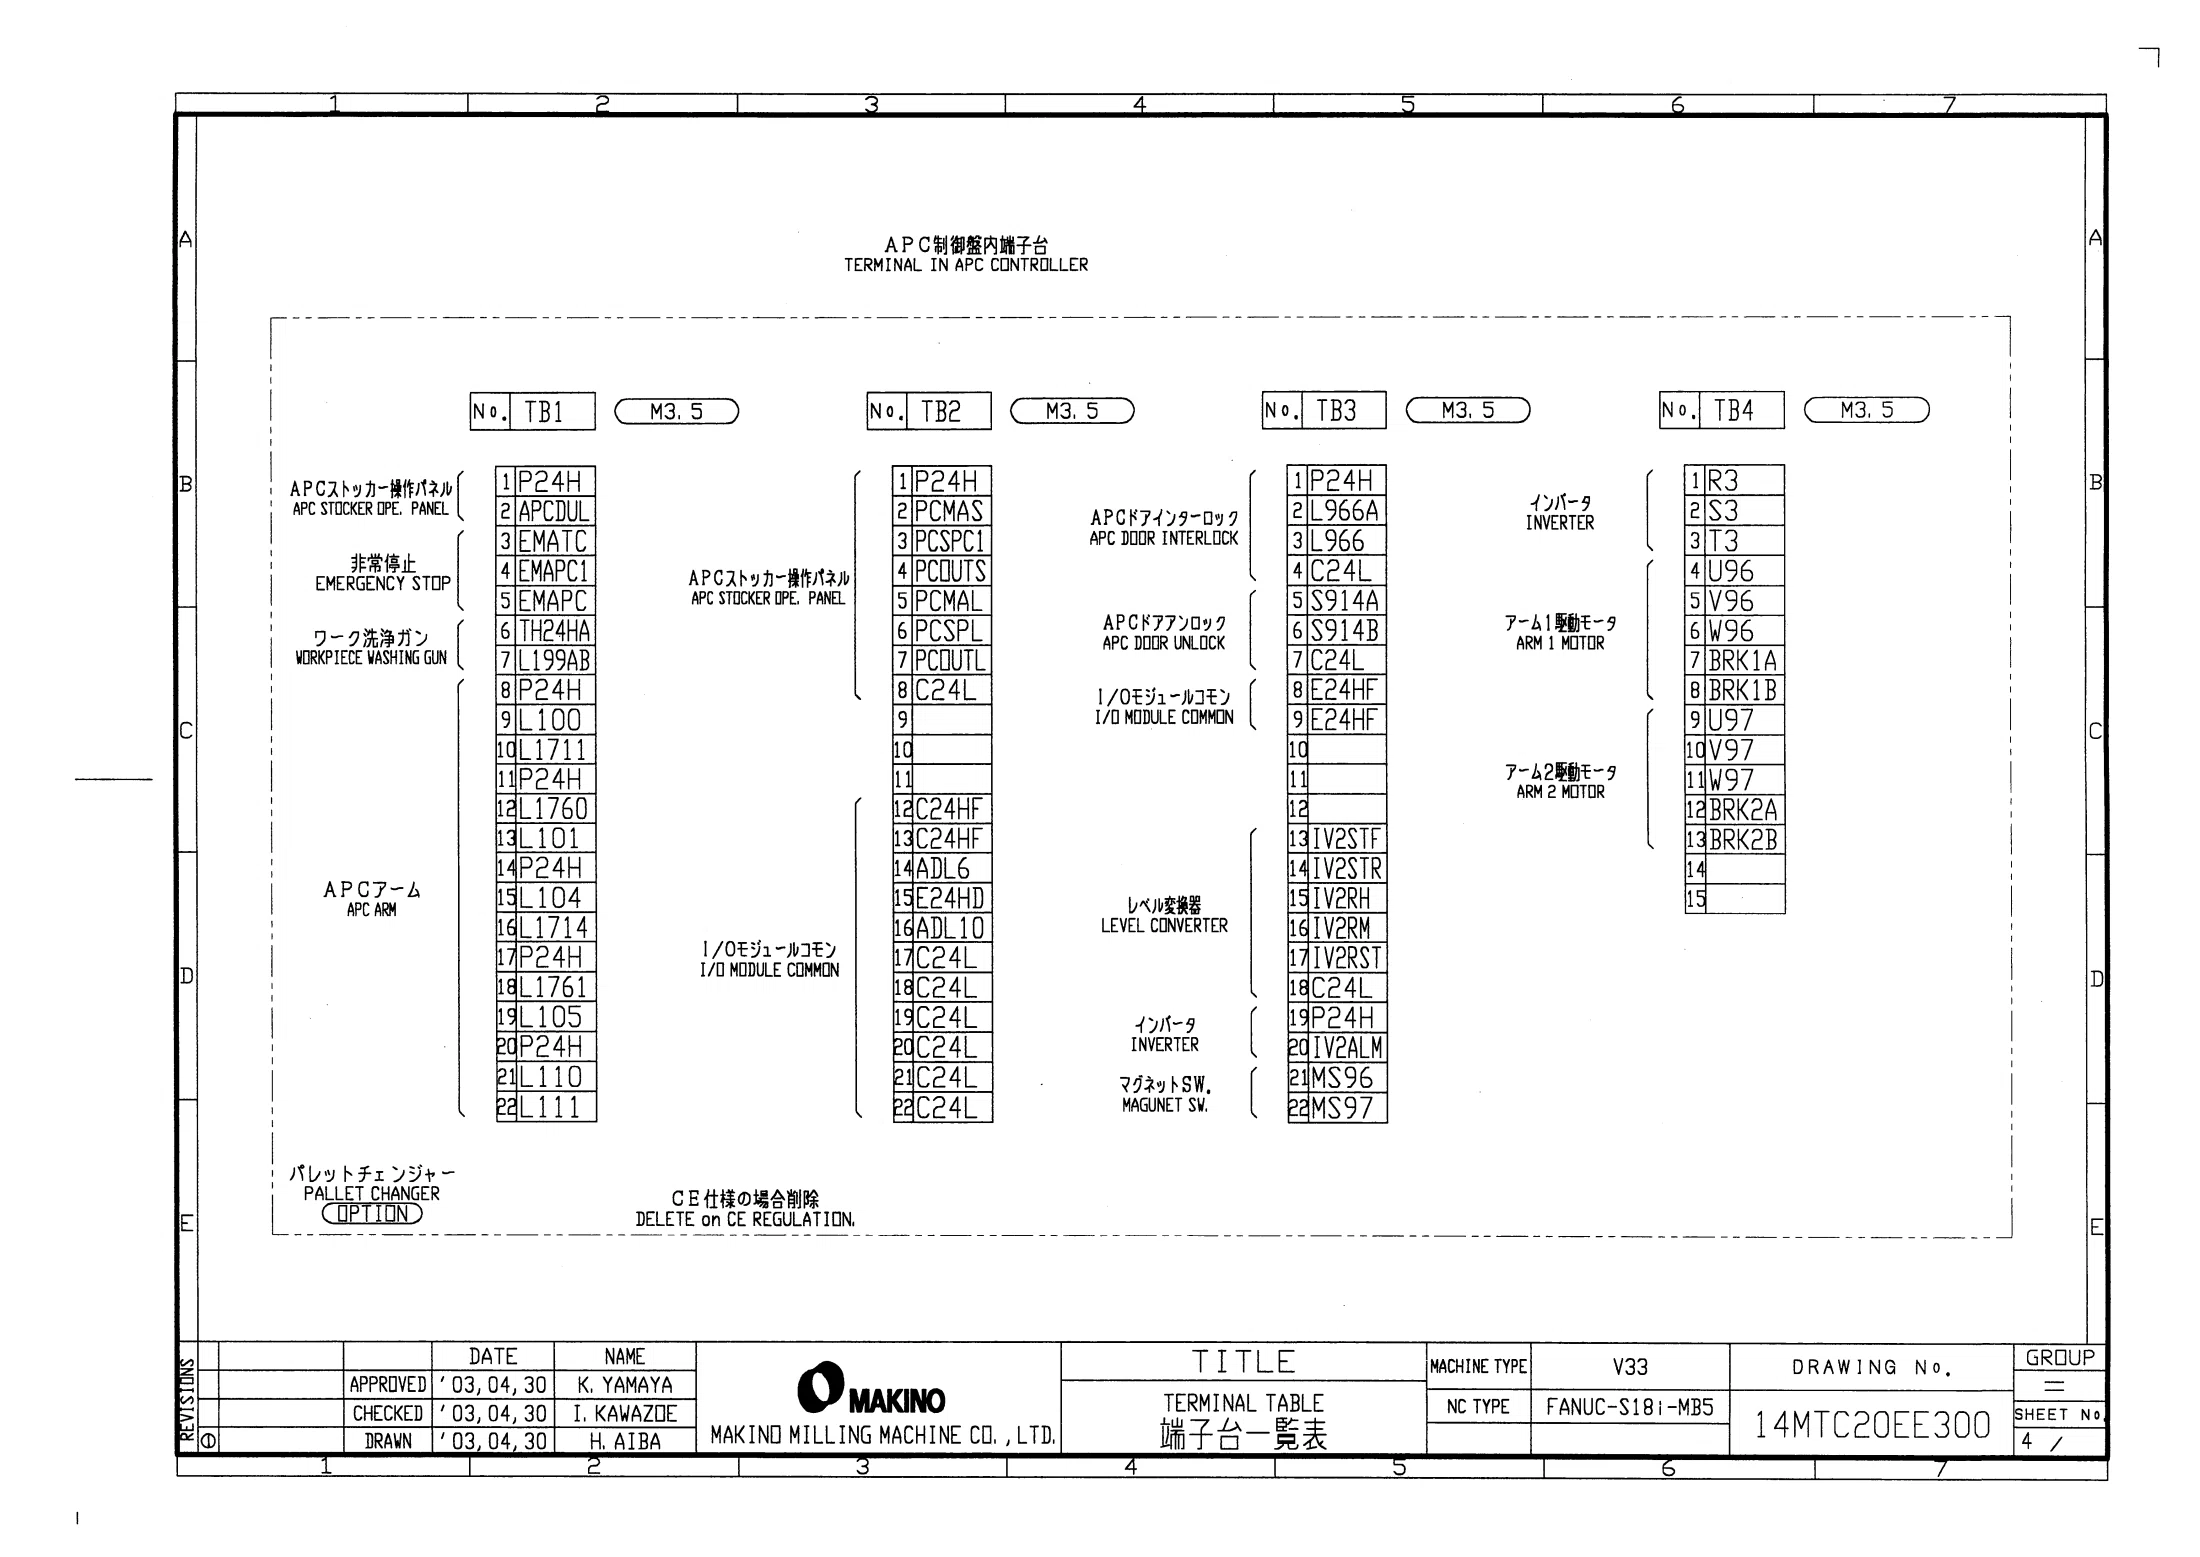 1 2 3 4 5 6 7
A A
B B
C C
D D
E E
APC制御盤内端子台
TERMINAL IN APC CONTROLLER
No. TB1 M3.5
APCストッカー操作パネル
APC STOCKER OPE. PANEL
1 P24H
2 APCDUL
非常停止
EMERGENCY STOP
3 EMATC
4 EMAPC1
5 EMAPC
ワーク洗浄ガン
WORKPIECE WASHING GUN
6 TH24HA
7 L199AB
APCアーム
APC ARM
8 P24H
9 L100
10 L1711
11 P24H
12 L1760
13 L101
14 P24H
15 L104
16 L1714
17 P24H
18 L1761
19 L105
20 P24H
21 L110
22 L111
No. TB2 M3.5
APCストッカー操作パネル
APC STOCKER OPE. PANEL
1 P24H
2 PCMAS
3 PCSPC1
4 PCOUTS
5 PCMAL
6 PCSPL
7 PCOUTL
8 C24L
9
10
11
I/Oモジュールコモン
I/O MODULE COMMON
12 C24HF
13 C24HF
14 ADL6
15 E24HD
16 ADL10
17 C24L
18 C24L
19 C24L
20 C24L
21 C24L
22 C24L
No. TB3 M3.5
APCドアインターロック
APC DOOR INTERLOCK
1 P24H
2 L966A
3 L966
4 C24L
APCドアアンロック
APC DOOR UNLOCK
5 S914A
6 S914B
7 C24L
I/Oモジュールコモン
I/O MODULE COMMON
8 E24HF
9 E24HF
10
11
12
レベル変換器
LEVEL CONVERTER
13 IV2STF
14 IV2STR
15 IV2RH
16 IV2RM
17 IV2RST
18 C24L
インバータ
INVERTER
19 P24H
20 IV2ALM
マグネットSW.
MAGUNET SW.
21 MS96
22 MS97
No. TB4 M3.5
インバータ
INVERTER
1 R3
2 S3
3 T3
アーム1駆動モータ
ARM 1 MOTOR
4 U96
5 V96
6 W96
7 BRK1A
8 BRK1B
アーム2駆動モータ
ARM 2 MOTOR
9 U97
10 V97
11 W97
12 BRK2A
13 BRK2B
14
15
パレットチェンジャー
PALLET CHANGER
OPTION
CE仕様の場合削除
DELETE on CE REGULATION.
REVISIONS
①
DATE NAME
APPROVED '03,04,30 K. YAMAYA
CHECKED '03,04,30 I. KAWAZOE
DRAWN '03,04,30 H. AIBA
MAKINO
MAKINO MILLING MACHINE CO.,LTD.
TITLE
TERMINAL TABLE
端子台一覧表
MACHINE TYPE V33
NC TYPE FANUC-S18i-MB5
DRAWING No.
14MTC20EE300
GROUP
=
SHEET No.
4 /
1 2 3 4 5 6 7